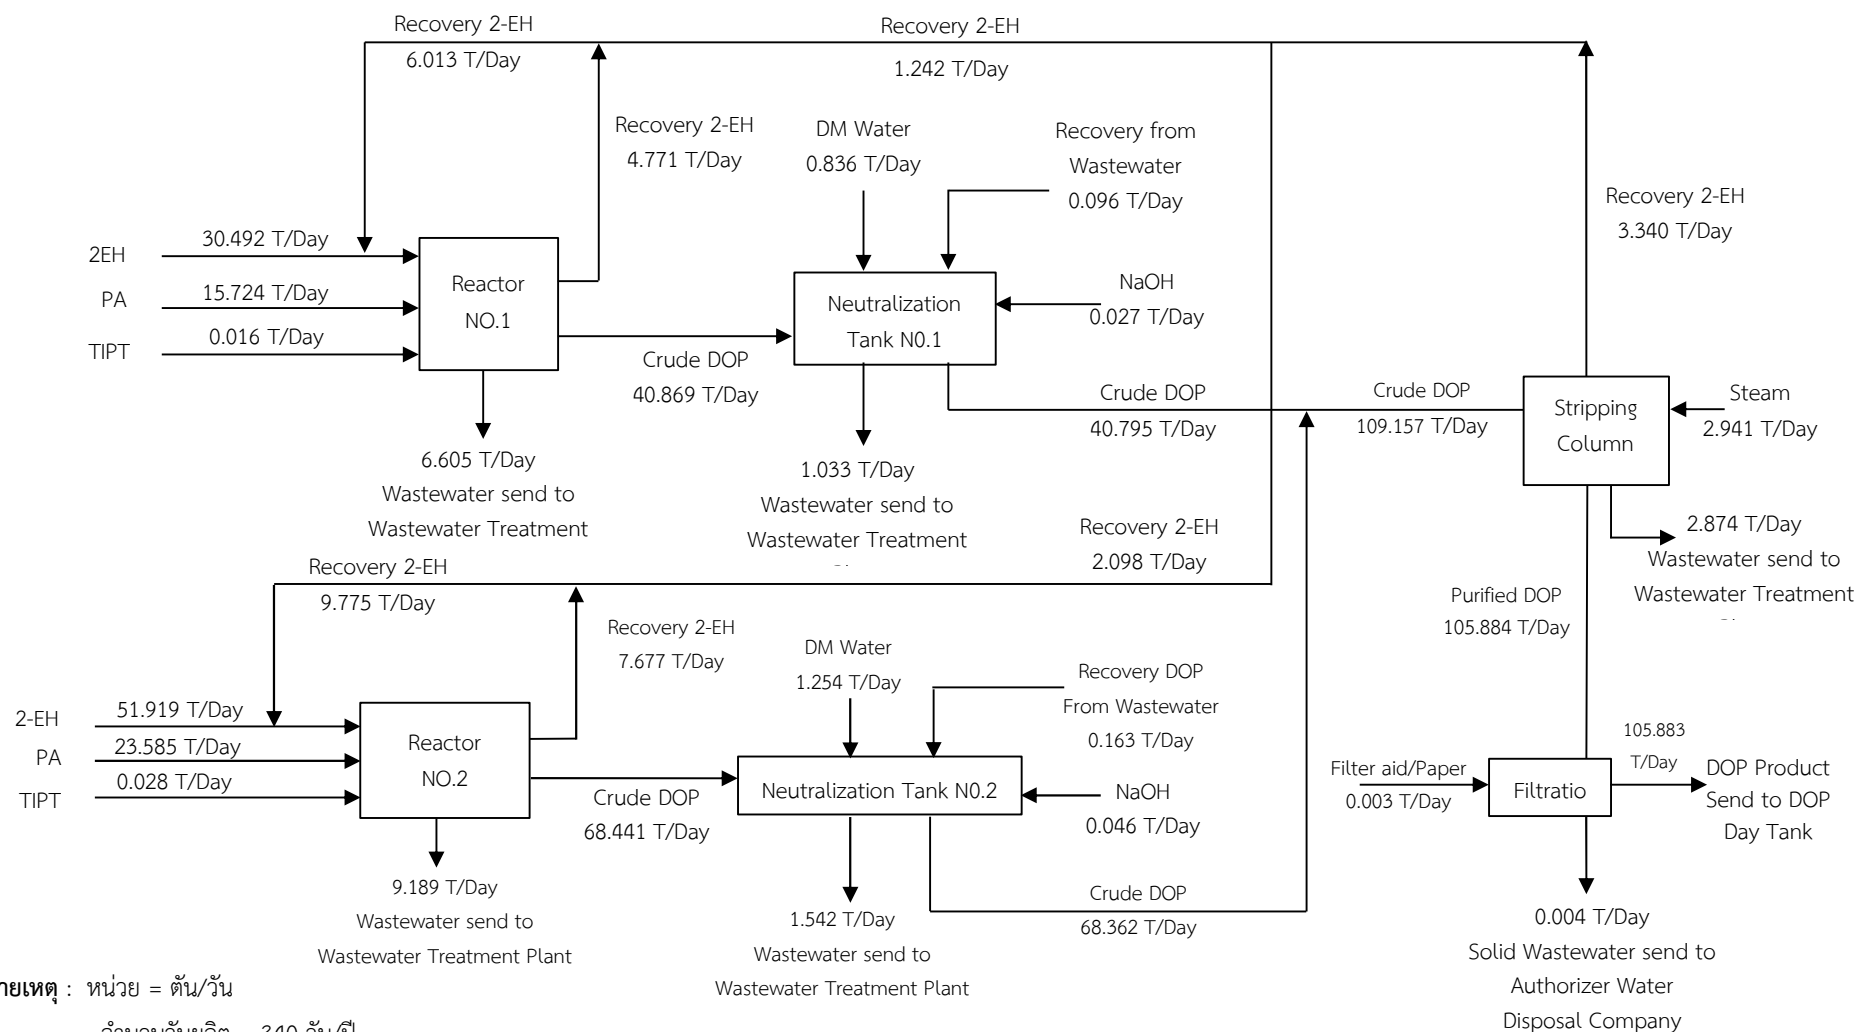 Recovery 2-EH
6.013 T/Day
Recovery 2-EH
1.242 T/Day
Recovery 2-EH
4.771 T/Day
DM Water
0.836 T/Day
Recovery from
Wastewater
0.096 T/Day
Recovery 2-EH
3.340 T/Day
2EH
30.492 T/Day
PA
15.724 T/Day
TIPT
0.016 T/Day
Reactor
NO.1
Neutralization
Tank N0.1
NaOH
0.027 T/Day
Crude DOP
40.869 T/Day
Crude DOP
40.795 T/Day
Crude DOP
109.157 T/Day
Stripping
Column
Steam
2.941 T/Day
6.605 T/Day
Wastewater send to
Wastewater Treatment
1.033 T/Day
Wastewater send to
Wastewater Treatment
Recovery 2-EH
2.098 T/Day
2.874 T/Day
Wastewater send to
Wastewater Treatment
Recovery 2-EH
9.775 T/Day
Recovery 2-EH
7.677 T/Day
DM Water
1.254 T/Day
Recovery DOP
From Wastewater
0.163 T/Day
Purified DOP
105.884 T/Day
2-EH
51.919 T/Day
PA
23.585 T/Day
TIPT
0.028 T/Day
Reactor
NO.2
Crude DOP
68.441 T/Day
Neutralization Tank N0.2
NaOH
0.046 T/Day
Filter aid/Paper
0.003 T/Day
Filtratio
105.883
T/Day
DOP Product
Send to DOP
Day Tank
9.189 T/Day
Wastewater send to
Wastewater Treatment Plant
1.542 T/Day
Wastewater send to
Wastewater Treatment Plant
Crude DOP
68.362 T/Day
0.004 T/Day
Solid Wastewater send to
Authorizer Water
Disposal Company
ายเหตุ : หน่วย = ตัน/วัน